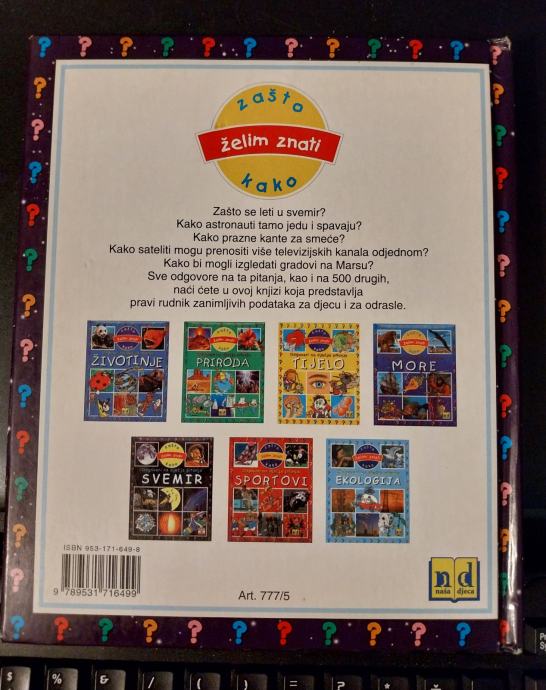 zašto
želim znati
kako
Zašto se leti u svemir?
Kako astronauti tamo jedu i spavaju?
Kako prazne kante za smeće?
Kako sateliti mogu prenositi više televizijskih kanala odjednom?
Kako bi mogli izgledati gradovi na Marsu?
Sve odgovore na ta pitanja, kao i na 500 drugih,
naći ćete u ovoj knjizi koja predstavlja
pravi rudnik zanimljivih podataka za djecu i za odrasle.
ŽIVOTINJE
PRIRODA
TIJELO
MORE
SVEMIR
SPORTOVI
EKOLOGIJA
ISBN 953-171-649-8
9 789531 716499
Art. 777/5
n d
naša djeca
$ % & / ( ) = ? *